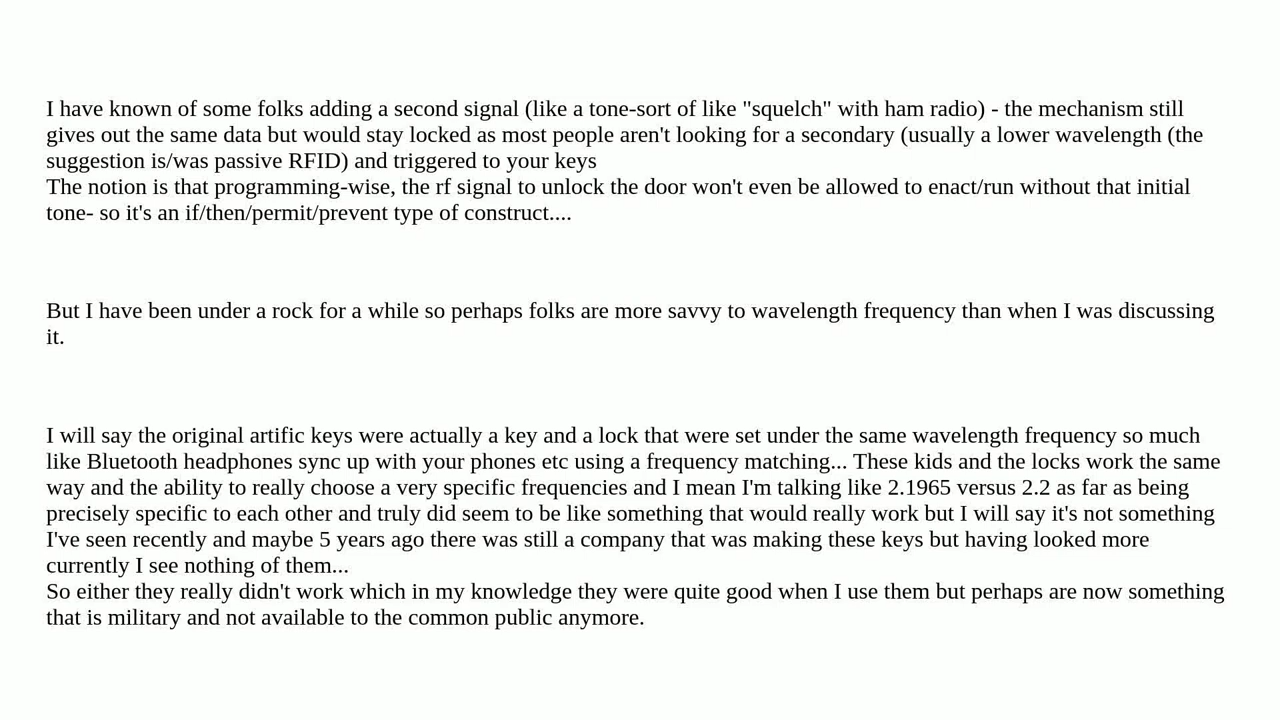 I have known of some folks adding a second signal (like a tone-sort of like "squelch" with ham radio) - the mechanism still
gives out the same data but would stay locked as most people aren't looking for a secondary (usually a lower wavelength (the
suggestion is/was passive RFID) and triggered to your keys
The notion is that programming-wise, the rf signal to unlock the door won't even be allowed to enact/run without that initial
tone- so it's an if/then/permit/prevent type of construct....
But I have been under a rock for a while so perhaps folks are more savvy to wavelength frequency than when I was discussing
it.
I will say the original artific keys were actually a key and a lock that were set under the same wavelength frequency so much
like Bluetooth headphones sync up with your phones etc using a frequency matching... These kids and the locks work the same
way and the ability to really choose a very specific frequencies and I mean I'm talking like 2.1965 versus 2.2 as far as being
precisely specific to each other and truly did seem to be like something that would really work but I will say it's not something
I've seen recently and maybe 5 years ago there was still a company that was making these keys but having looked more
currently I see nothing of them...
So either they really didn't work which in my knowledge they were quite good when I use them but perhaps are now something
that is military and not available to the common public anymore.